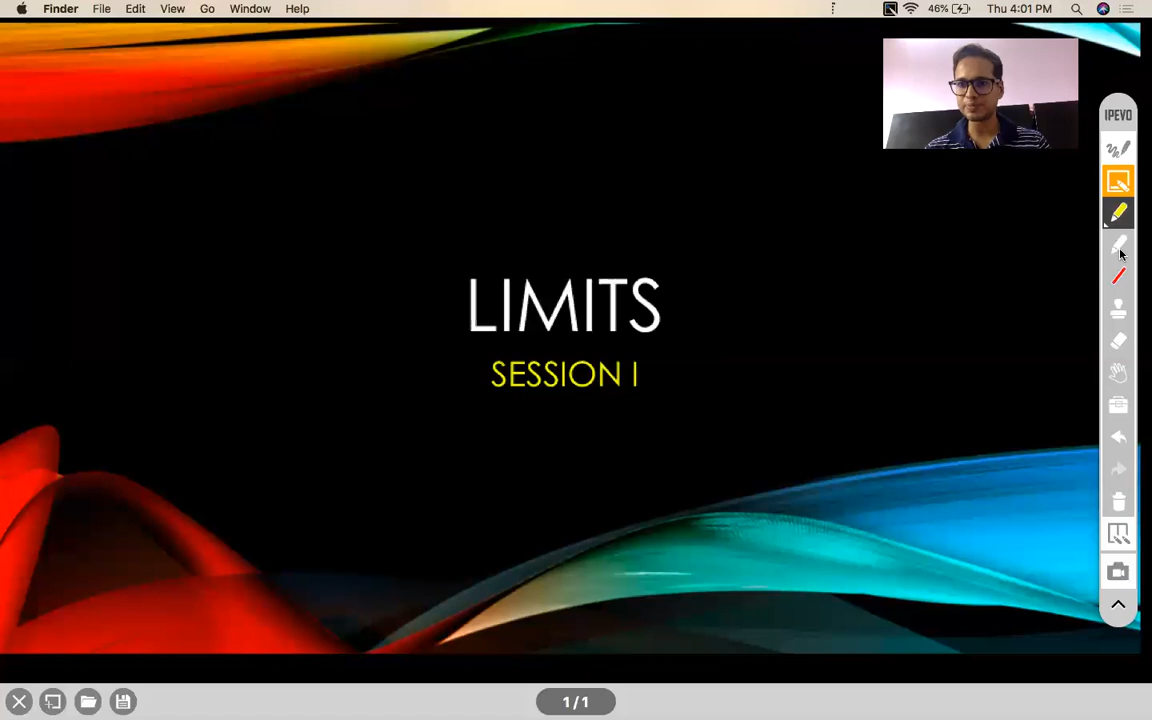 Finder File Edit View Go Window Help 46% Thu 4:01 PM
IPEVO
LIMITS
SESSION I
1/1